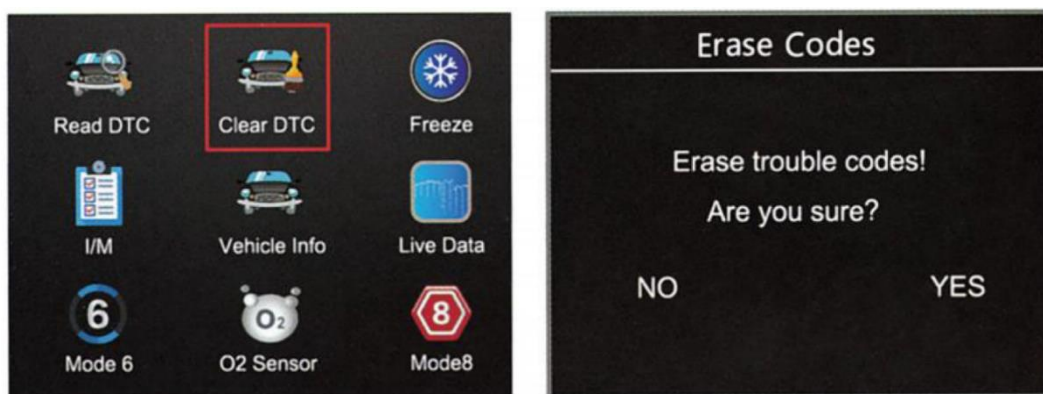 Read DTC
Clear DTC
Freeze
I/M
Vehicle Info
Live Data
6
Mode 6
O2
O2 Sensor
8
Mode8
Erase Codes
Erase trouble codes!
Are you sure?
NO
YES